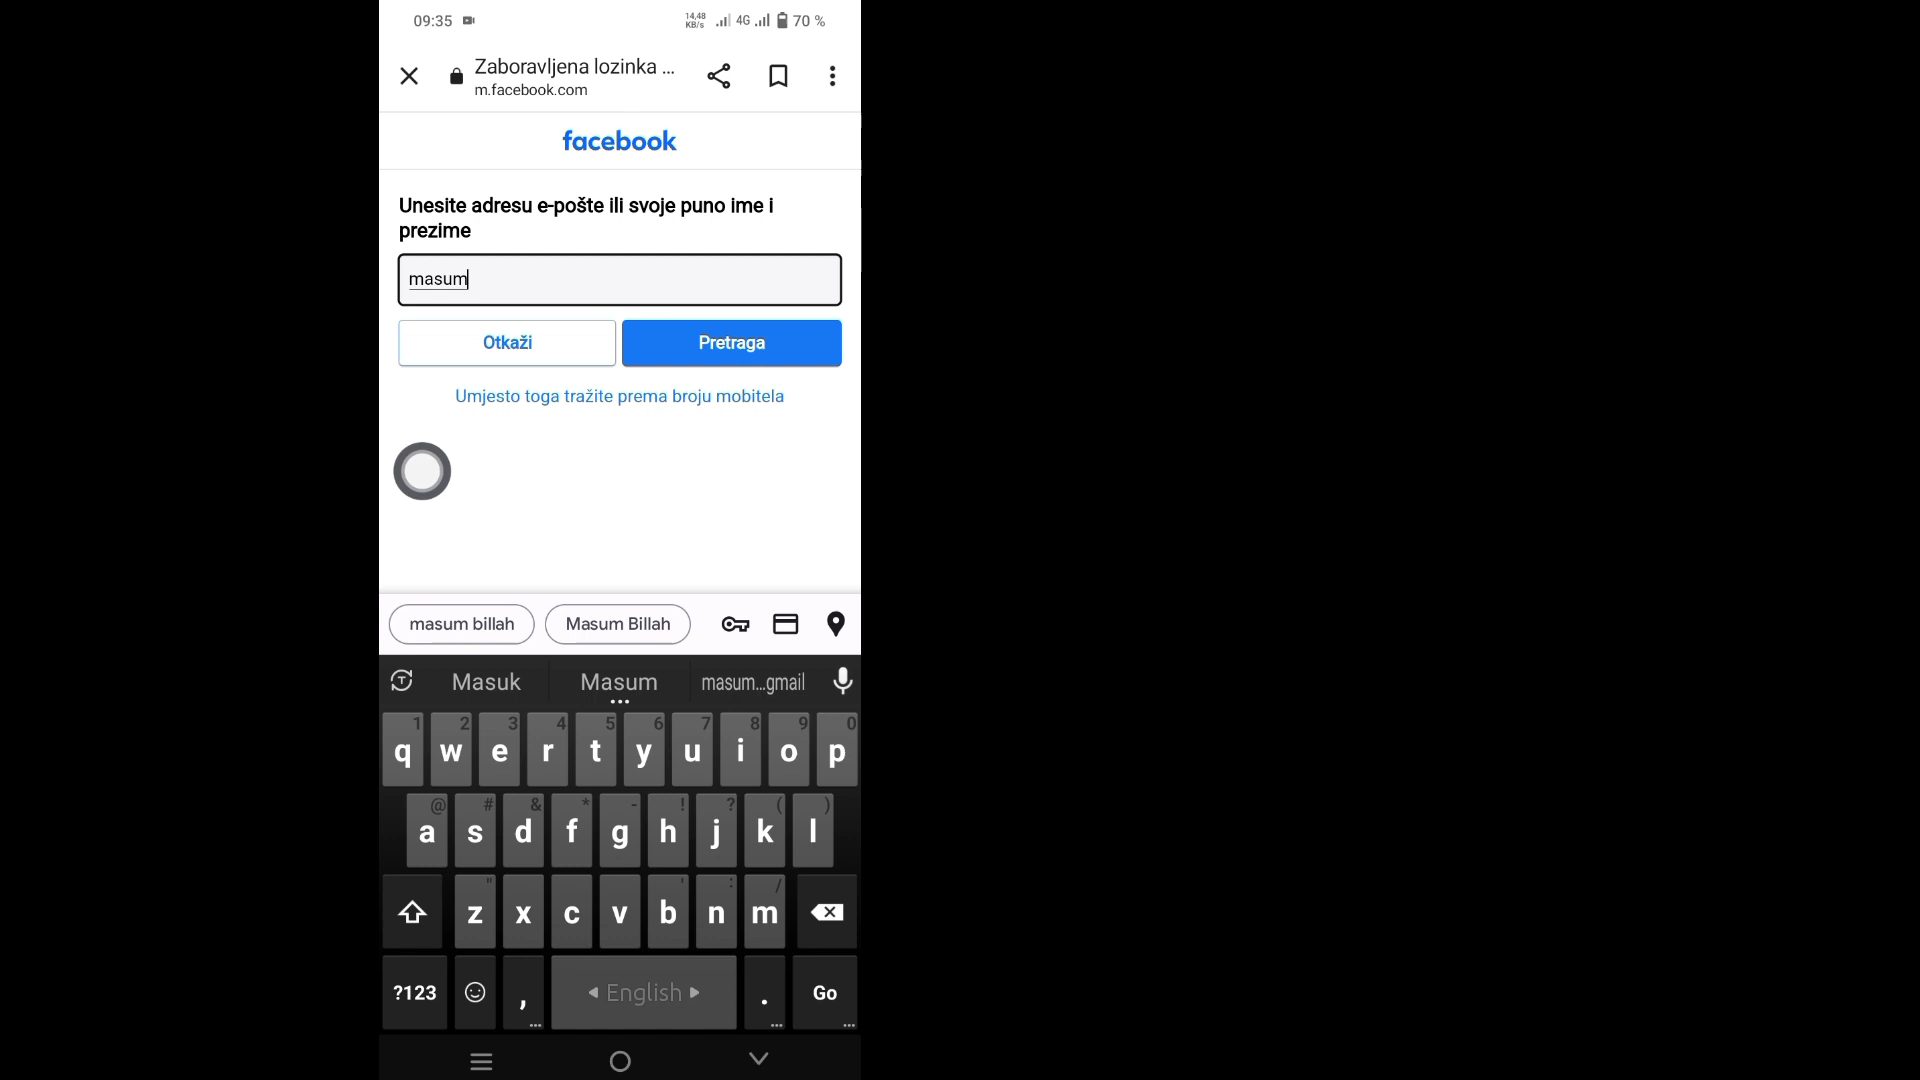 09:35 14,48 KB/s 4G 70 %
Zaboravljena lozinka ...
m.facebook.com
facebook
Unesite adresu e-pošte ili svoje puno ime i
prezime
masum
Otkaži Pretraga
Umjesto toga tražite prema broju mobitela
masum billah Masum Billah
Masuk Masum masum...gmail
1 2 3 4 5 6 7 8 9 0
q w e r t y u i o p
@ # & * - ! ? ( )
a s d f g h j k l
" ' : /
z x c v b n m
?123 , English . Go